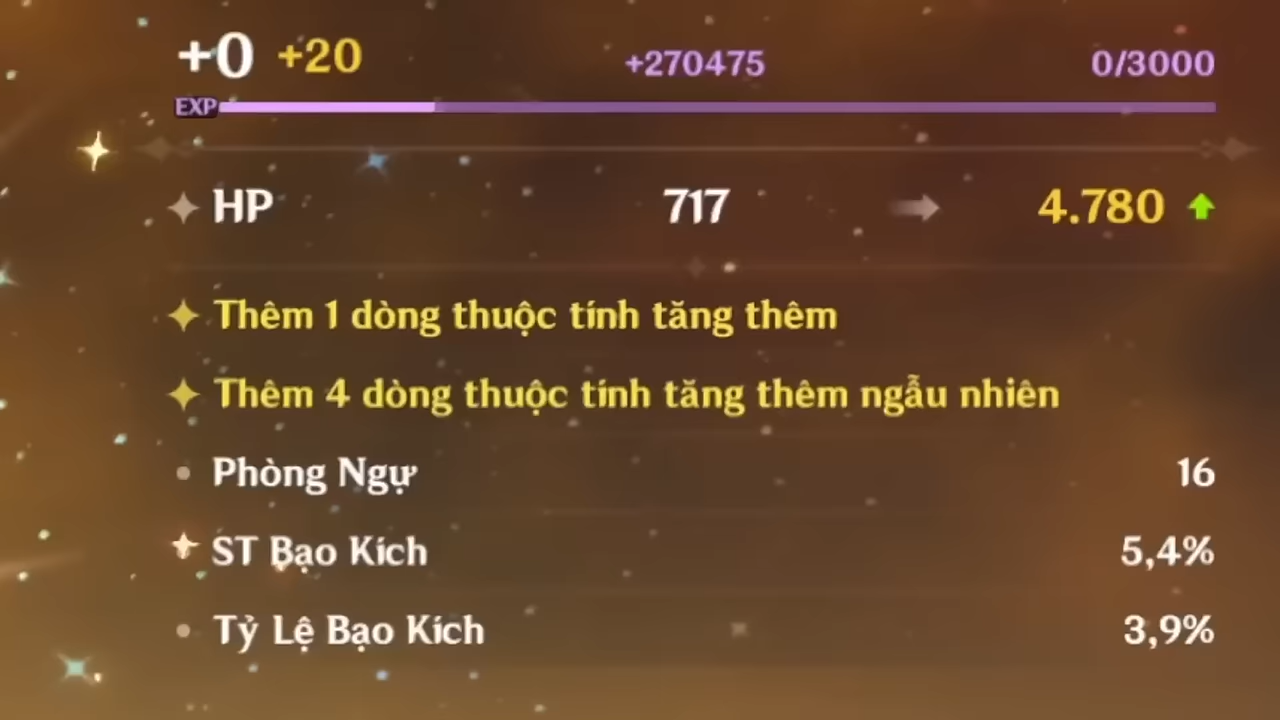 +0 +20 +270475 0/3000
EXP
HP 717 4.780
Thêm 1 dòng thuộc tính tăng thêm
Thêm 4 dòng thuộc tính tăng thêm ngẫu nhiên
Phòng Ngự 16
ST Bạo Kích 5,4%
Tỷ Lệ Bạo Kích 3,9%